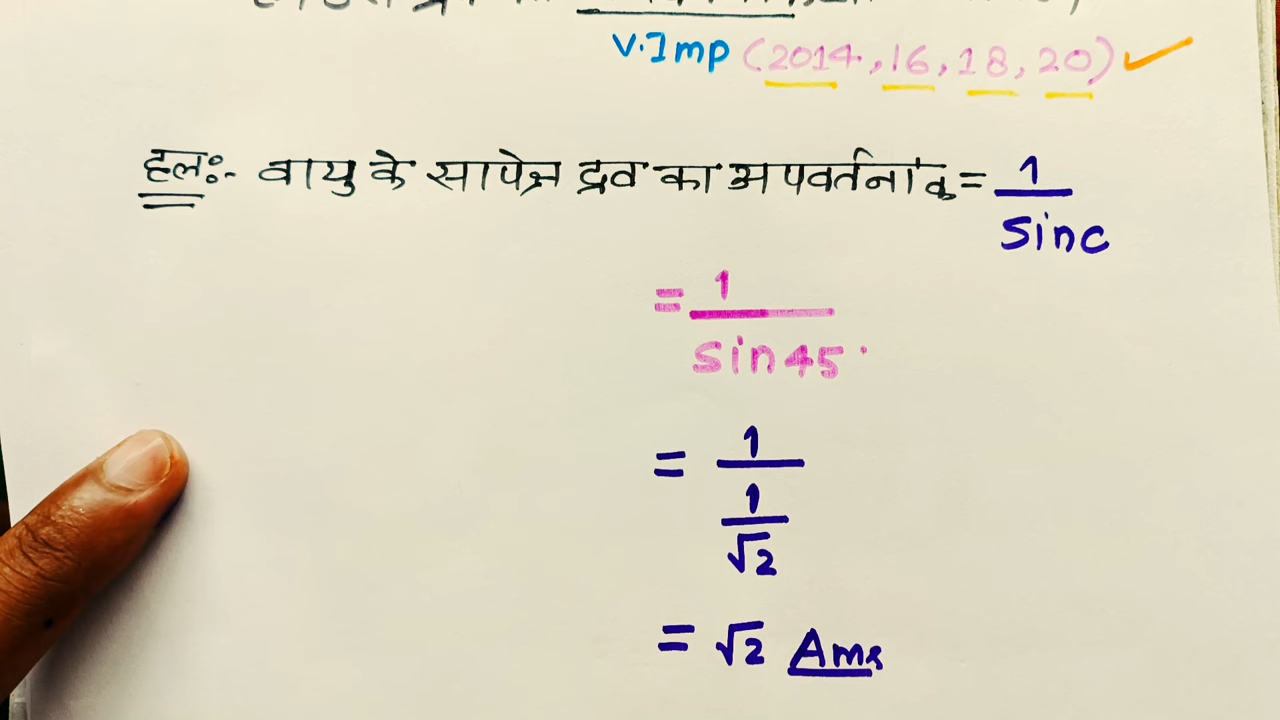 V.Imp (2014, 16, 18, 20) ✓
हलः- वायु के सापेक्ष द्रव का अपवर्तनांक = 1/Sinc
= 1/Sin45°
= 1/(1/√2)
= √2 Ans